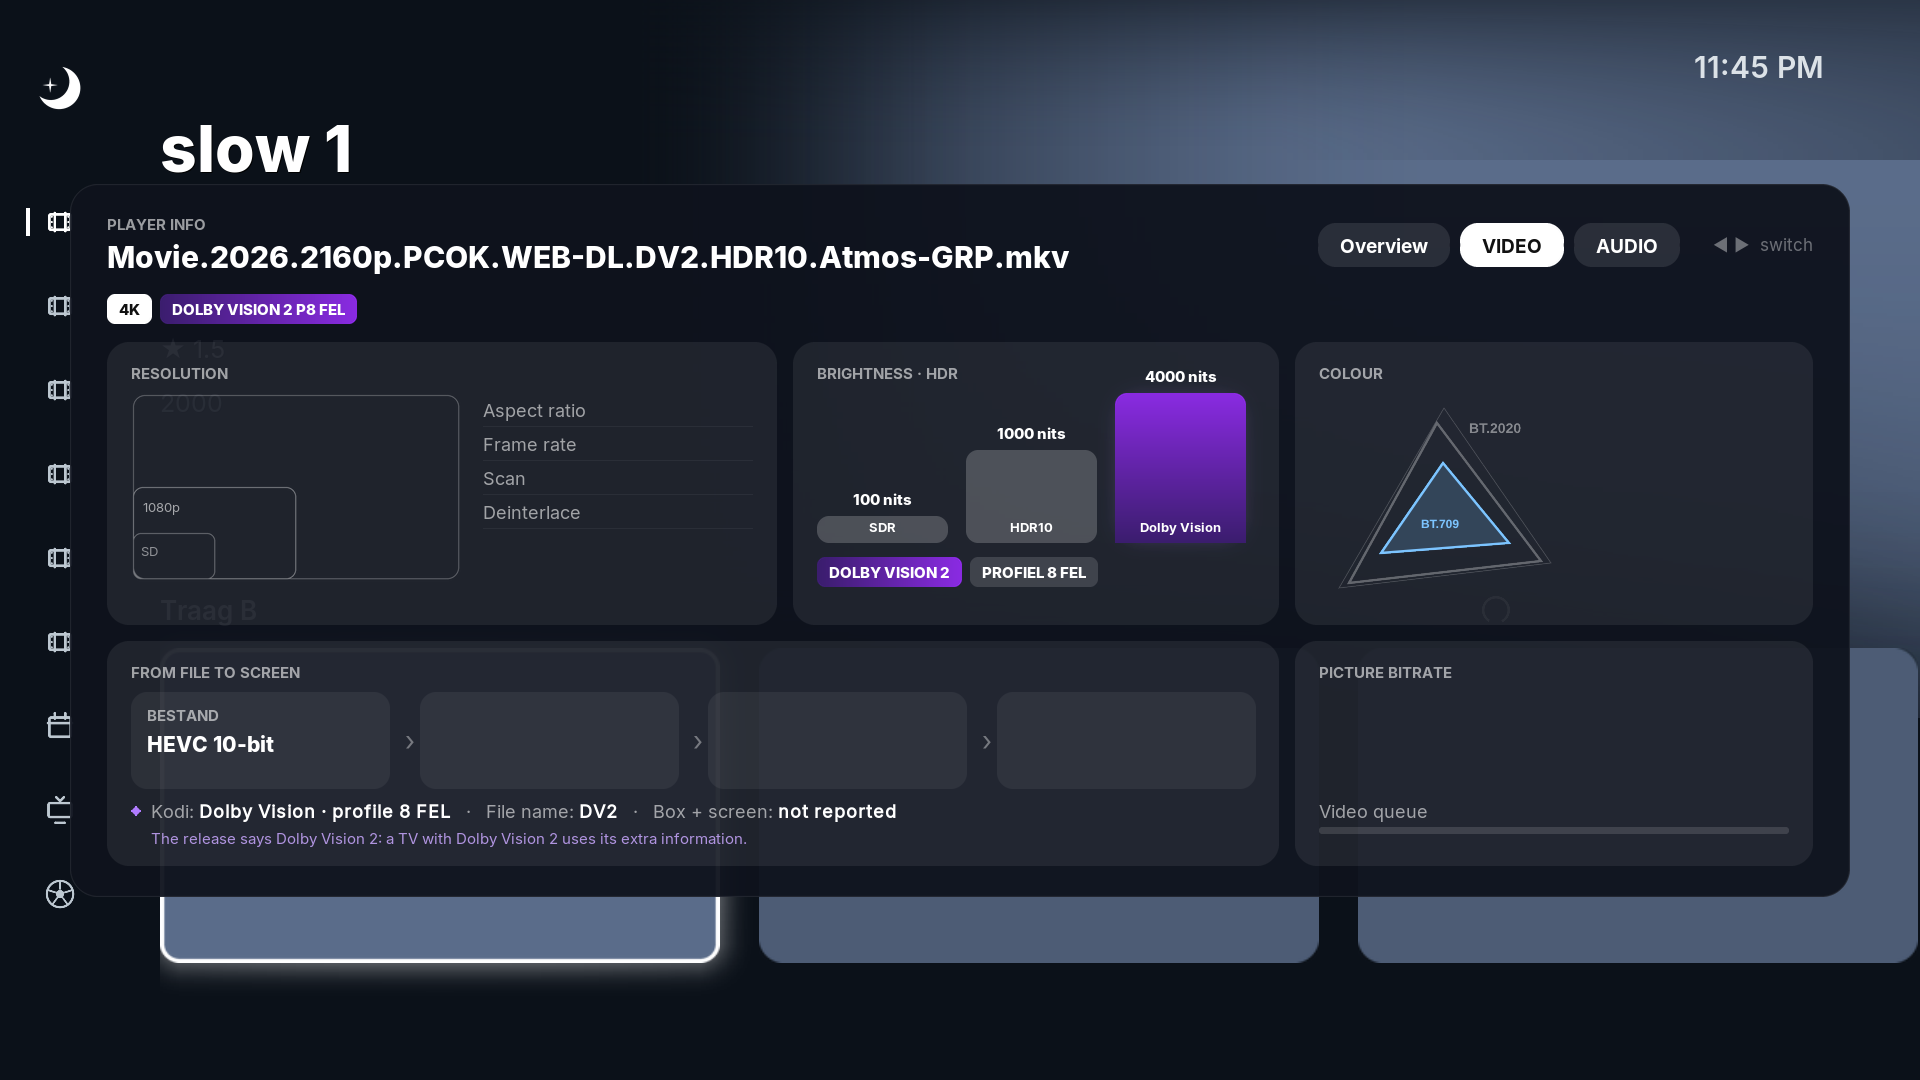 11:45 PM
slow 1
PLAYER INFO
Movie.2026.2160p.PCOK.WEB-DL.DV2.HDR10.Atmos-GRP.mkv
Overview
VIDEO
AUDIO
switch
4K
DOLBY VISION 2 P8 FEL
★ 1.5
RESOLUTION
2000
1080p
SD
Aspect ratio
Frame rate
Scan
Deinterlace
Traag B
BRIGHTNESS · HDR
4000 nits
1000 nits
100 nits
SDR
HDR10
Dolby Vision
DOLBY VISION 2
PROFIEL 8 FEL
COLOUR
BT.2020
BT.709
FROM FILE TO SCREEN
BESTAND
HEVC 10-bit
Kodi: Dolby Vision · profile 8 FEL · File name: DV2 · Box + screen: not reported
The release says Dolby Vision 2: a TV with Dolby Vision 2 uses its extra information.
PICTURE BITRATE
Video queue